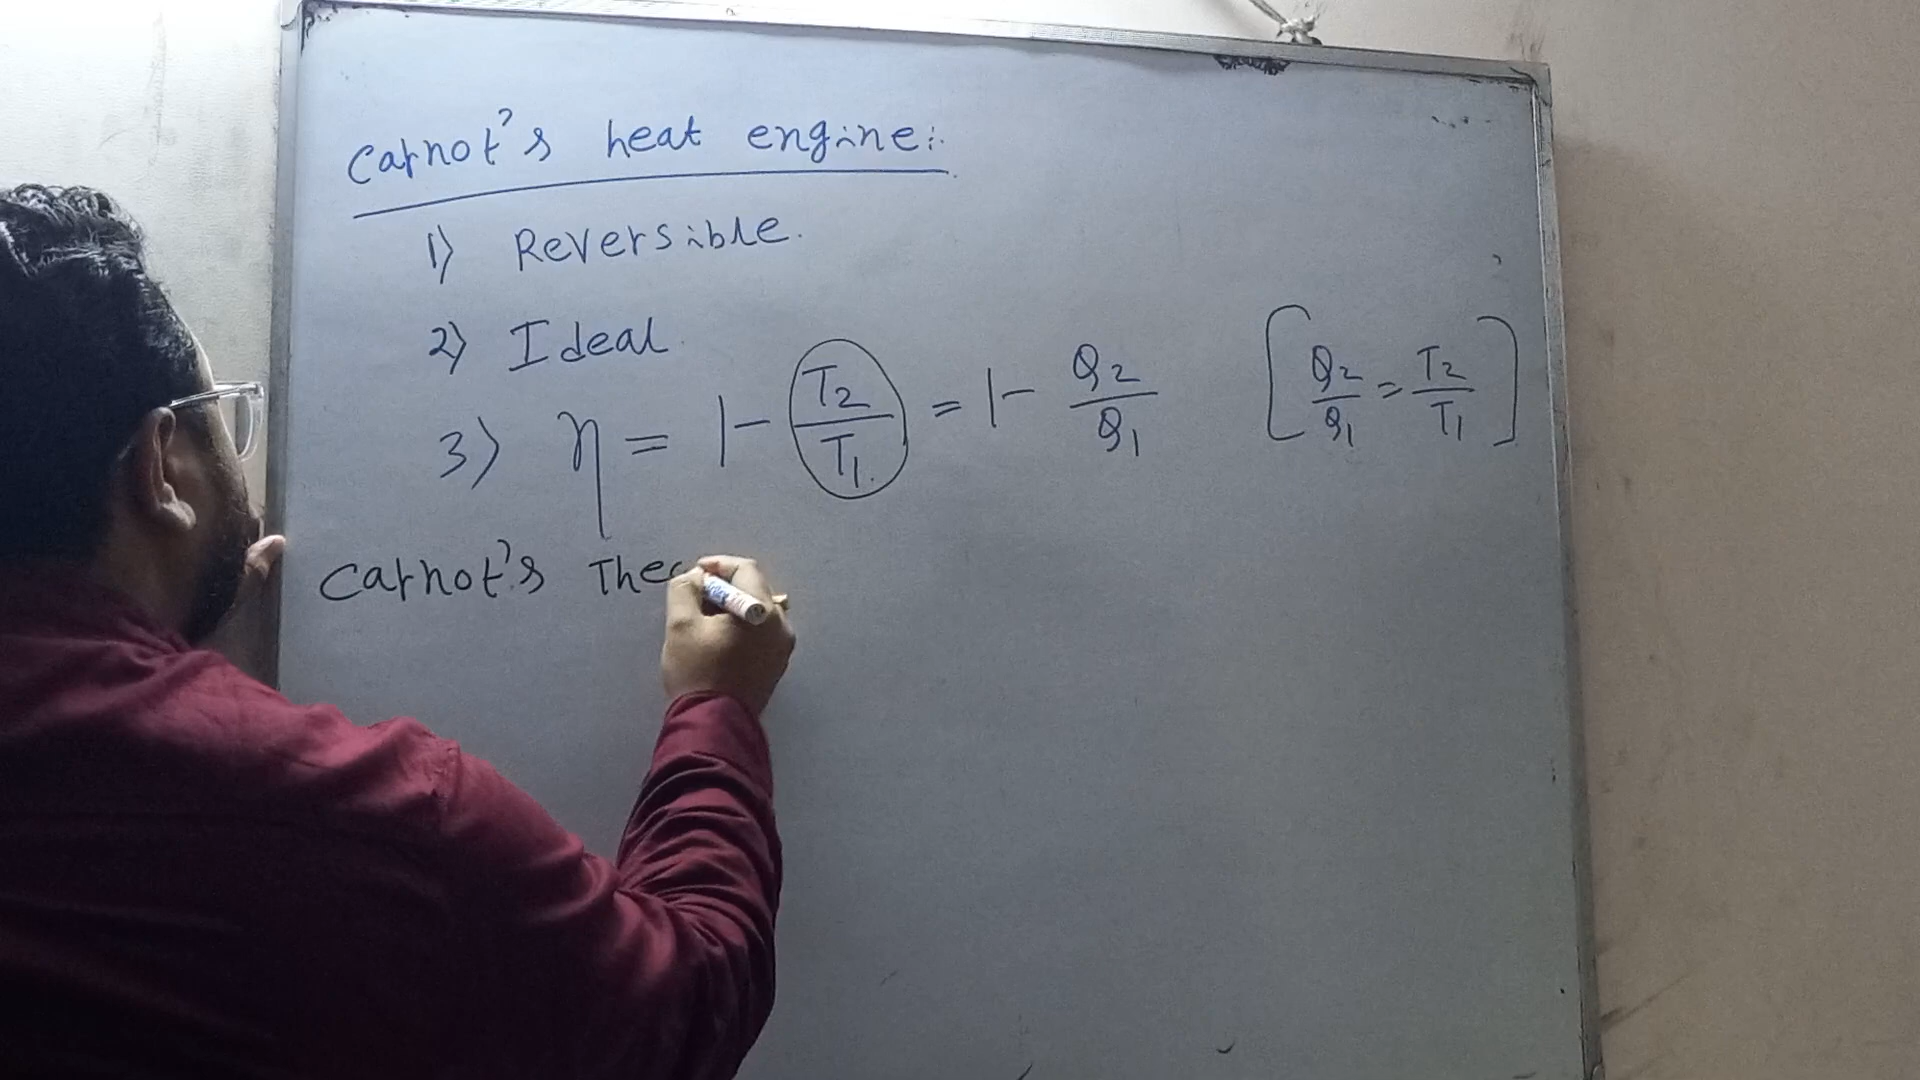 Carnot's heat engine:
1) Reversible.
2) Ideal
3) η = 1 - T2/T1 = 1 - Q2/Q1 [Q2/Q1 = T2/T1]
Carnot's Theo